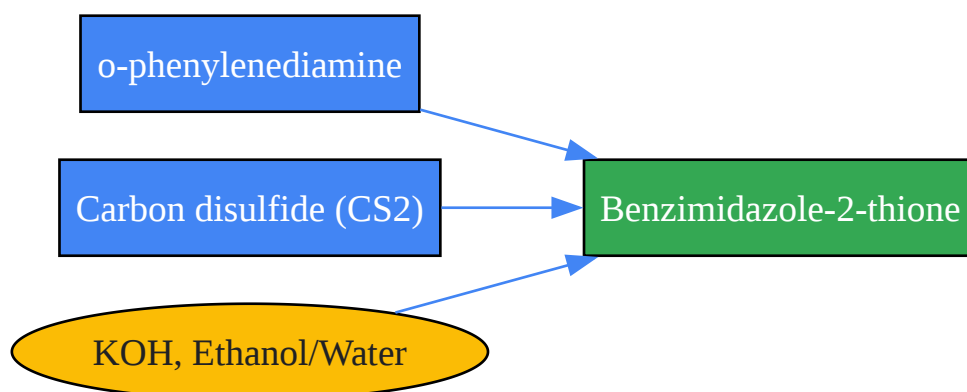 o-phenylenediamine
Carbon disulfide (CS2)
Benzimidazole-2-thione
KOH, Ethanol/Water